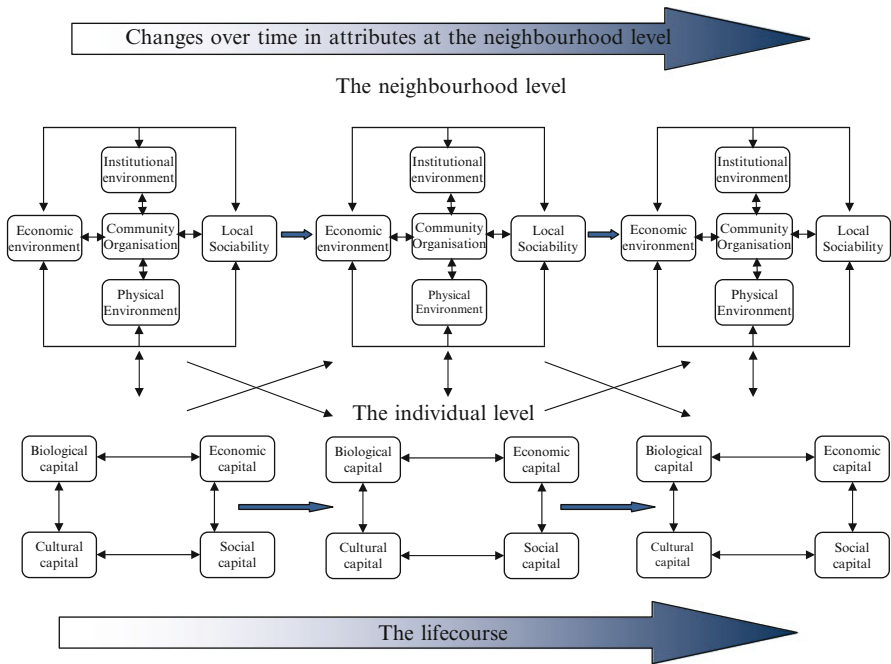 Changes over time in attributes at the neighbourhood level
The neighbourhood level
Institutional
environment
Economic
environment
Community
Organisation
Local
Sociability
Physical
Environment
Institutional
environment
Economic
environment
Community
Organisation
Local
Sociability
Physical
Environment
Institutional
environment
Economic
environment
Community
Organisation
Local
Sociability
Physical
Environment
The individual level
Biological
capital
Economic
capital
Cultural
capital
Social
capital
Biological
capital
Economic
capital
Cultural
capital
Social
capital
Biological
capital
Economic
capital
Cultural
capital
Social
capital
The lifecourse